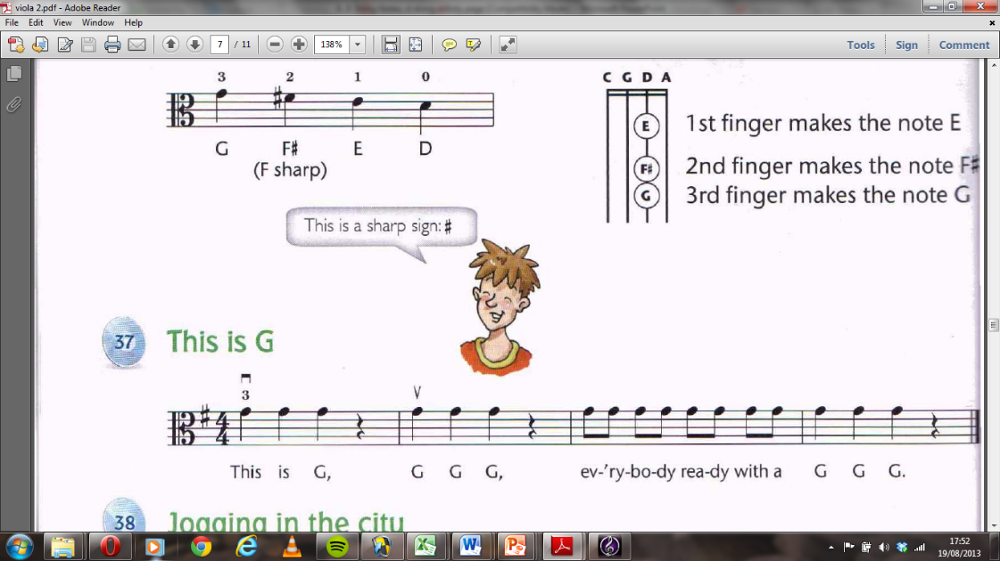 viola 2.pdf - Adobe Reader
File Edit View Window Help
7 / 11 138% Tools Sign Comment
3 2 1 0
G F♯ E D
(F sharp)
C G D A
E 1st finger makes the note E
F♯ 2nd finger makes the note F♯
G 3rd finger makes the note G
This is a sharp sign: ♯
37 This is G
3
4
4
This is G, G G G, ev-'ry-bo-dy rea-dy with a G G G.
38 Jogging in the city
17:52
19/08/2013